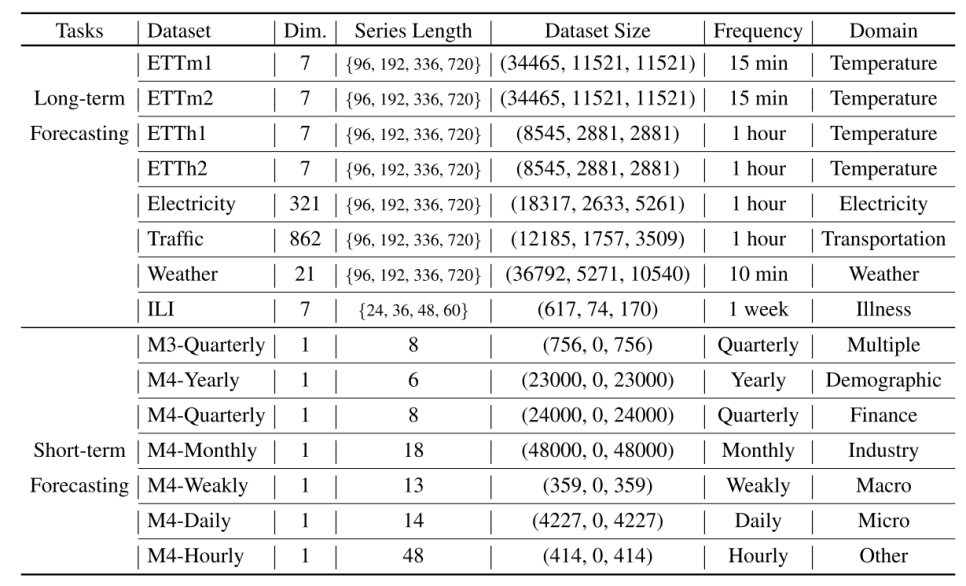 Tasks Dataset Dim. Series Length Dataset Size Frequency Domain
ETTm1 7 {96, 192, 336, 720} (34465, 11521, 11521) 15 min Temperature
Long-term ETTm2 7 {96, 192, 336, 720} (34465, 11521, 11521) 15 min Temperature
Forecasting ETTh1 7 {96, 192, 336, 720} (8545, 2881, 2881) 1 hour Temperature
ETTh2 7 {96, 192, 336, 720} (8545, 2881, 2881) 1 hour Temperature
Electricity 321 {96, 192, 336, 720} (18317, 2633, 5261) 1 hour Electricity
Traffic 862 {96, 192, 336, 720} (12185, 1757, 3509) 1 hour Transportation
Weather 21 {96, 192, 336, 720} (36792, 5271, 10540) 10 min Weather
ILI 7 {24, 36, 48, 60} (617, 74, 170) 1 week Illness
M3-Quarterly 1 8 (756, 0, 756) Quarterly Multiple
M4-Yearly 1 6 (23000, 0, 23000) Yearly Demographic
M4-Quarterly 1 8 (24000, 0, 24000) Quarterly Finance
Short-term M4-Monthly 1 18 (48000, 0, 48000) Monthly Industry
Forecasting M4-Weakly 1 13 (359, 0, 359) Weakly Macro
M4-Daily 1 14 (4227, 0, 4227) Daily Micro
M4-Hourly 1 48 (414, 0, 414) Hourly Other